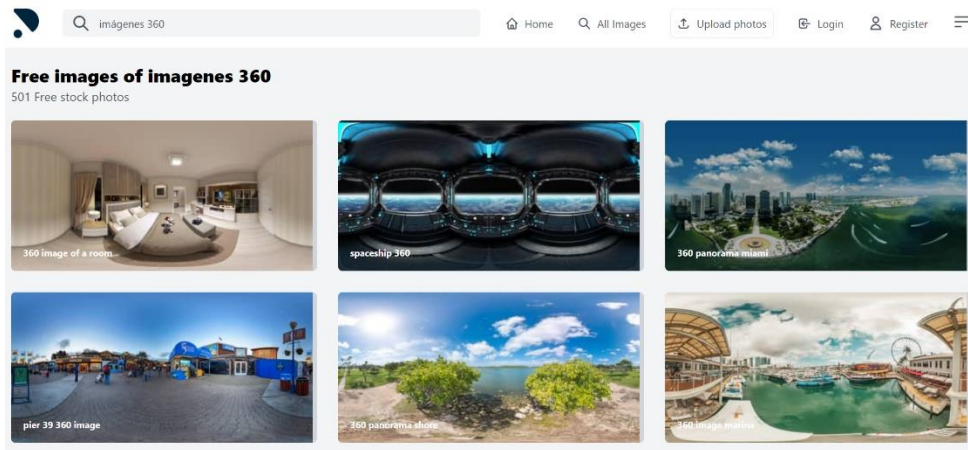 imágenes 360
Home
All Images
Upload photos
Login
Register
Free images of imagenes 360
501 Free stock photos
360 image of a room...
spaceship 360
360 panorama miami
pier 39 360 image
360 panorama shore
360 image marina